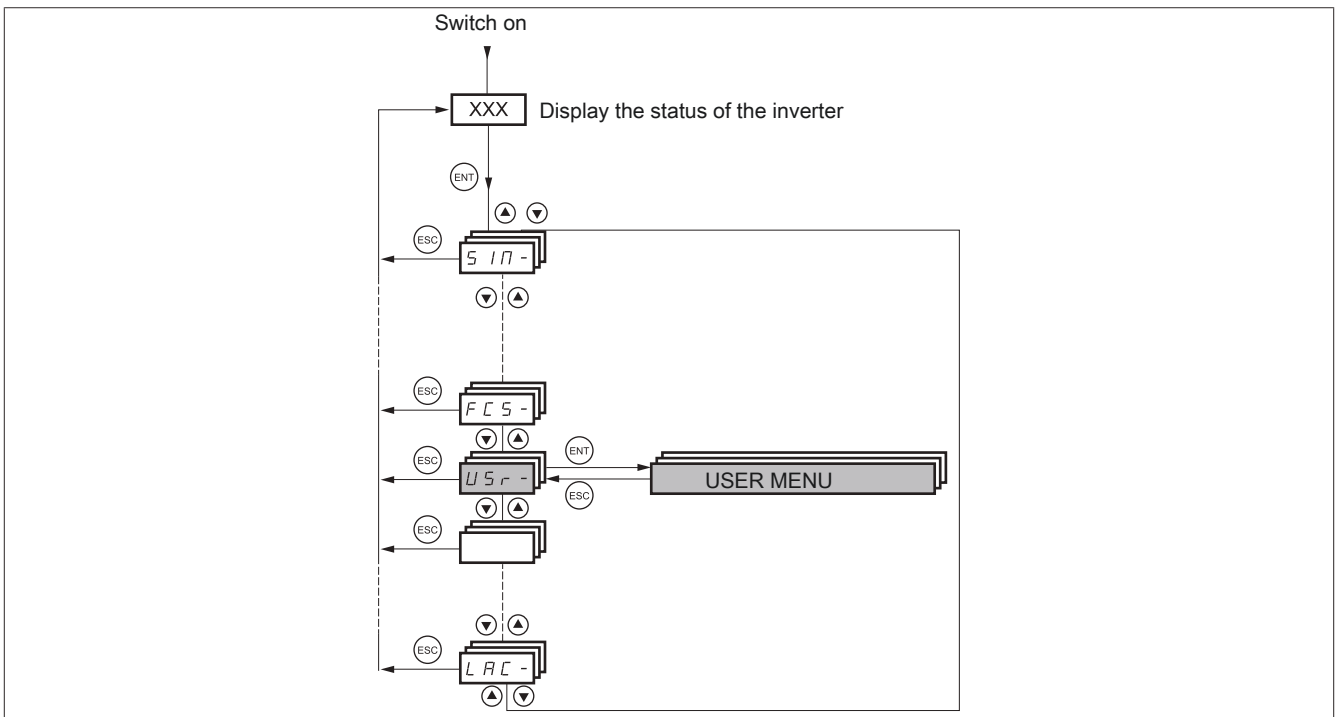 Switch on
XXX Display the status of the inverter
ENT
ESC
SIM-
ESC
FCS-
ESC
ENT
USr- USER MENU
ESC
ESC
LAC-